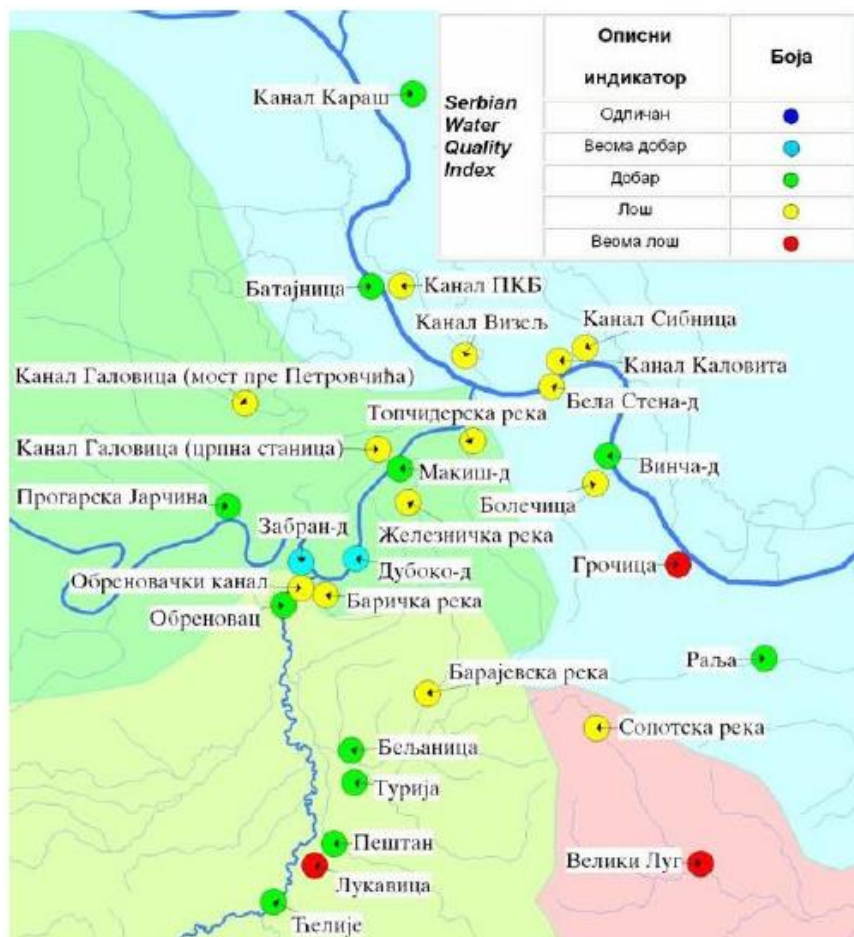 Serbian
Water
Quality
Index
Описни
индикатор
Боја
Одличан
Веома добар
Добар
Лош
Веома лош
Канал Караш
Батајница
Канал ПКБ
Канал Визељ
Канал Сибница
Канал Каловита
Канал Галовица (мост пре Петровчића)
Бела Стена-д
Топчидерска река
Канал Галовица (црпна станица)
Макиш-д
Винча-д
Прогарска Јарчина
Болечица
Забран-д
Железничка река
Дубоко-д
Грочица
Обреновачки канал
Баричка река
Обреновац
Раља
Барајевска река
Сопотска река
Бељаница
Турија
Пештан
Велики Луг
Лукавица
Ћелије